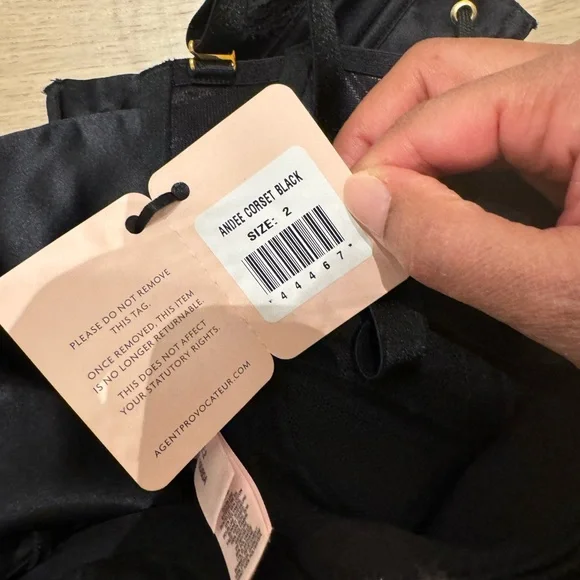 ANDEE CORSET BLACK
SIZE: 2
*44467*
PLEASE DO NOT REMOVE
THIS TAG.
ONCE REMOVED, THIS ITEM
IS NO-LONGER RETURNABLE.
THIS DOES NOT AFFECT
YOUR STATUTORY RIGHTS.
AGENTPROVOCATEUR.COM